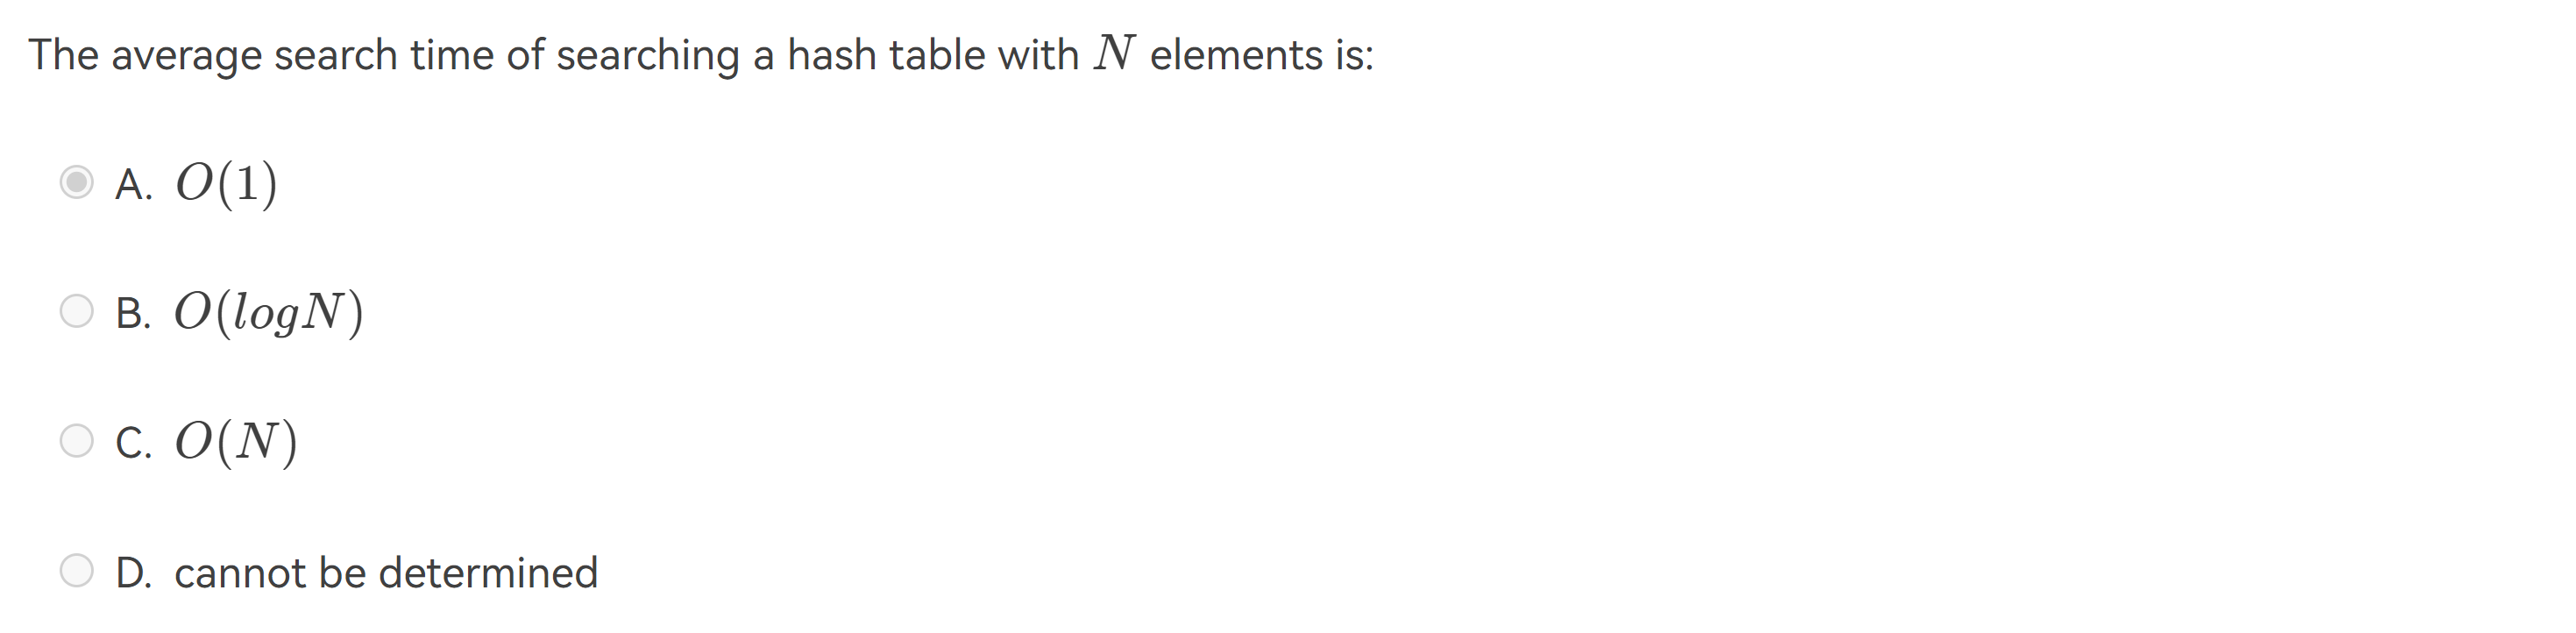 The average search time of searching a hash table with N elements is:
A. O(1)
B. O(logN)
C. O(N)
D. cannot be determined